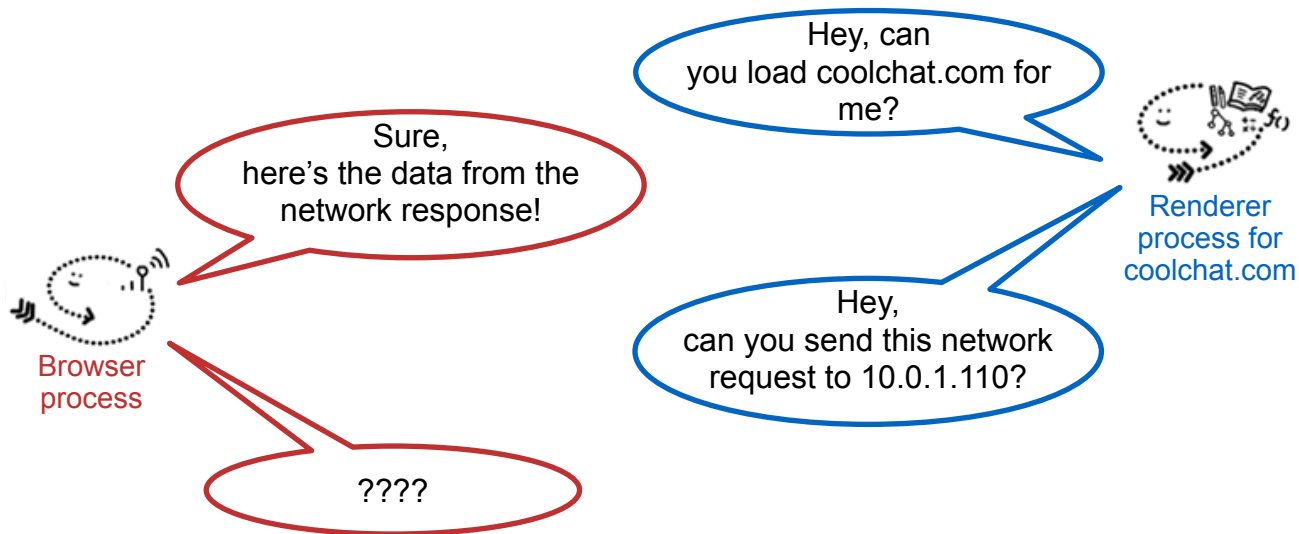 Hey, can
you load coolchat.com for
me?
Sure,
here’s the data from the
network response!
f()
Renderer
process for
coolchat.com
Hey,
can you send this network
request to 10.0.1.110?
Browser
process
????